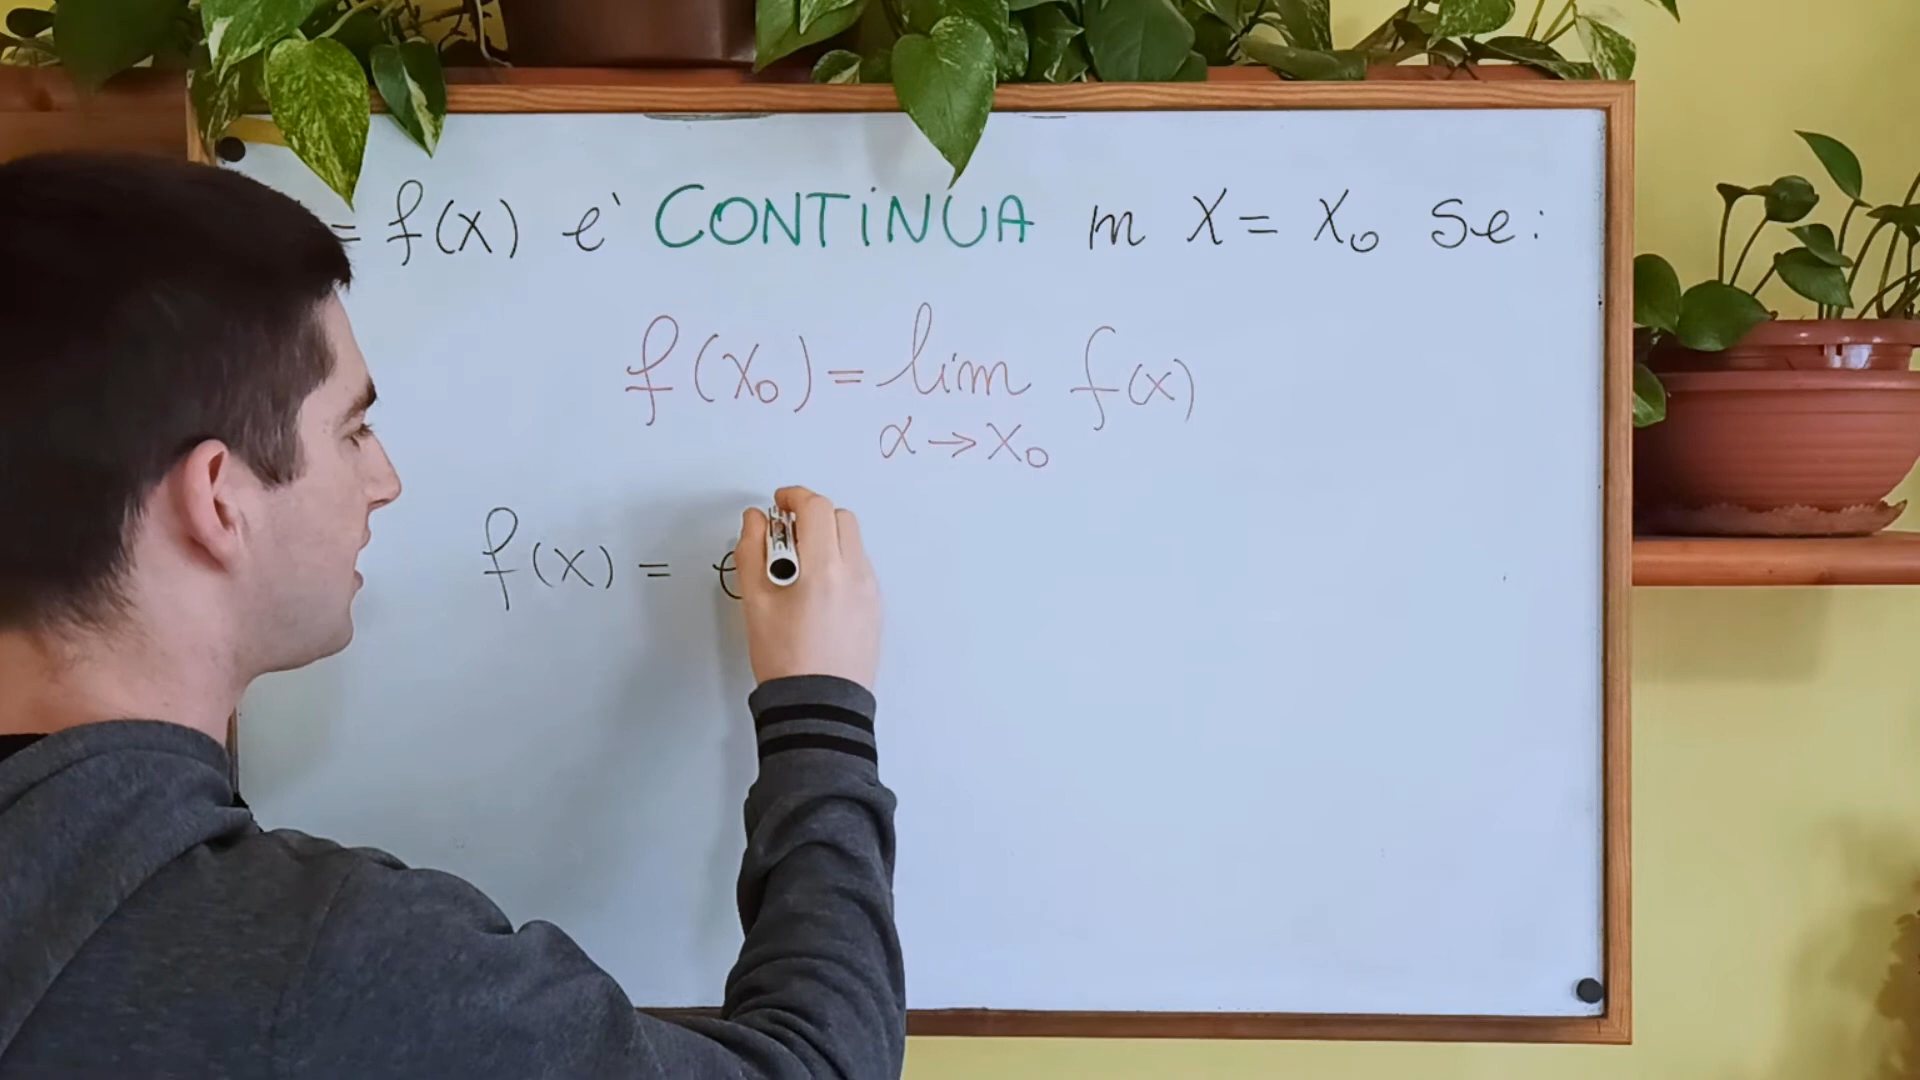 = f(x) e' CONTINUA in x = x₀ se:
f(x₀) = lim f(x)
x → x₀
f(x) = e